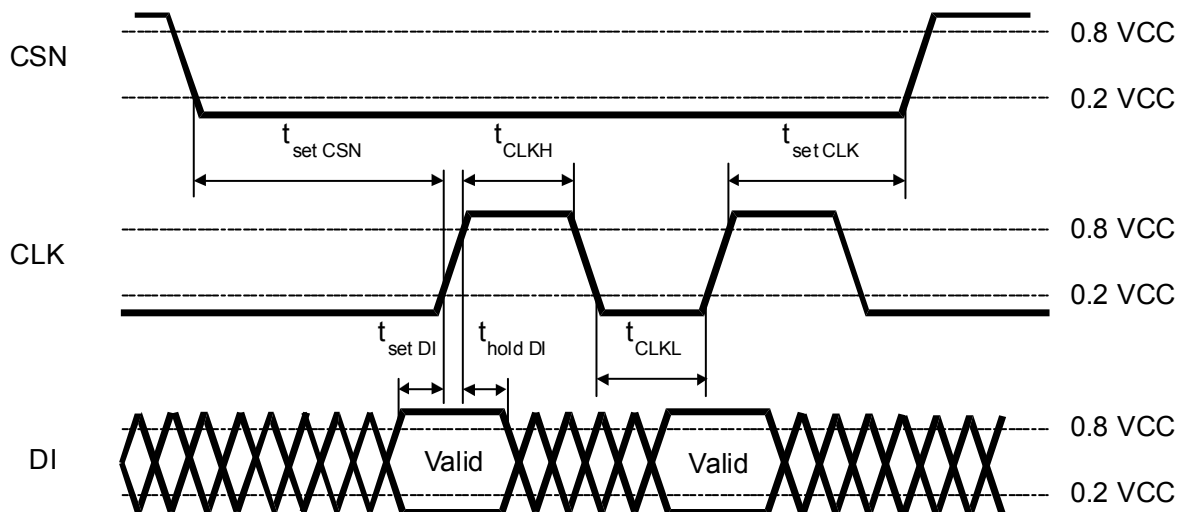 CSN
0.8 VCC
0.2 VCC
t set CSN
t CLKH
t set CLK
CLK
0.8 VCC
0.2 VCC
t set DI
t hold DI
t CLKL
DI
Valid
Valid
0.8 VCC
0.2 VCC